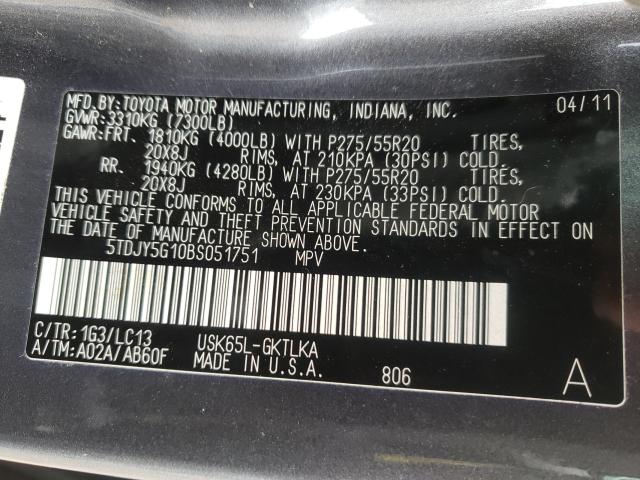 MFD.BY:TOYOTA MOTOR MANUFACTURING, INDIANA, INC. 04/11
GVWR:3310KG (7300LB)
GAWR:FRT. 1810KG (4000LB) WITH P275/55R20 TIRES,
20X8J RIMS, AT 210KPA (30PSI) COLD.
RR. 1940KG (4280LB) WITH P275/55R20 TIRES,
20X8J RIMS, AT 230KPA (33PSI) COLD.
THIS VEHICLE CONFORMS TO ALL APPLICABLE FEDERAL MOTOR
VEHICLE SAFETY AND THEFT PREVENTION STANDARDS IN EFFECT ON
THE DATE OF MANUFACTURE SHOWN ABOVE.
5TDJY5G10BS051751 MPV
C/TR:1G3/LC13 USK65L-GKTLKA
A/TM:A02A/AB60F MADE IN U.S.A.
806 A